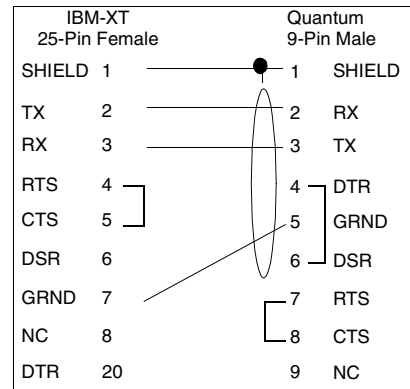 IBM-XT Quantum
25-Pin Female 9-Pin Male
SHIELD 1 1 SHIELD
TX 2 2 RX
RX 3 3 TX
RTS 4 4 DTR
CTS 5 5 GRND
DSR 6 6 DSR
GRND 7 7 RTS
NC 8 8 CTS
DTR 20 9 NC